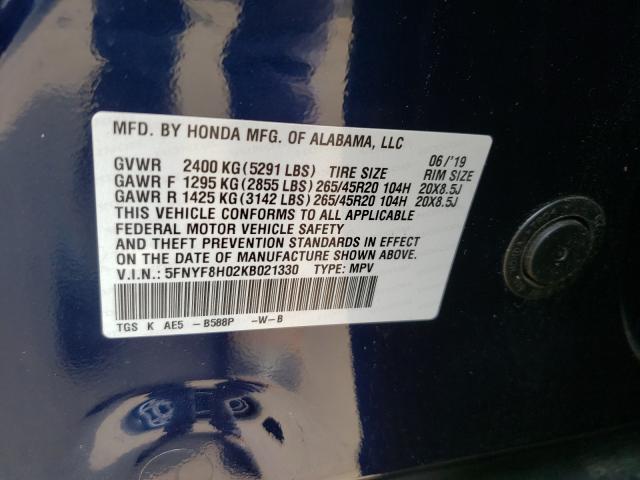 MFD. BY HONDA MFG. OF ALABAMA, LLC
GVWR 2400 KG (5291 LBS) TIRE SIZE 06/'19 RIM SIZE
GAWR F 1295 KG (2855 LBS) 265/45R20 104H 20X8.5J
GAWR R 1425 KG (3142 LBS) 265/45R20 104H 20X8.5J
THIS VEHICLE CONFORMS TO ALL APPLICABLE
FEDERAL MOTOR VEHICLE SAFETY
AND THEFT PREVENTION STANDARDS IN EFFECT
ON THE DATE OF MANUFACTURE SHOWN ABOVE.
V.I.N.: 5FNYF8H02KB021330 TYPE: MPV
TGS K AE5 -B588P -W-B